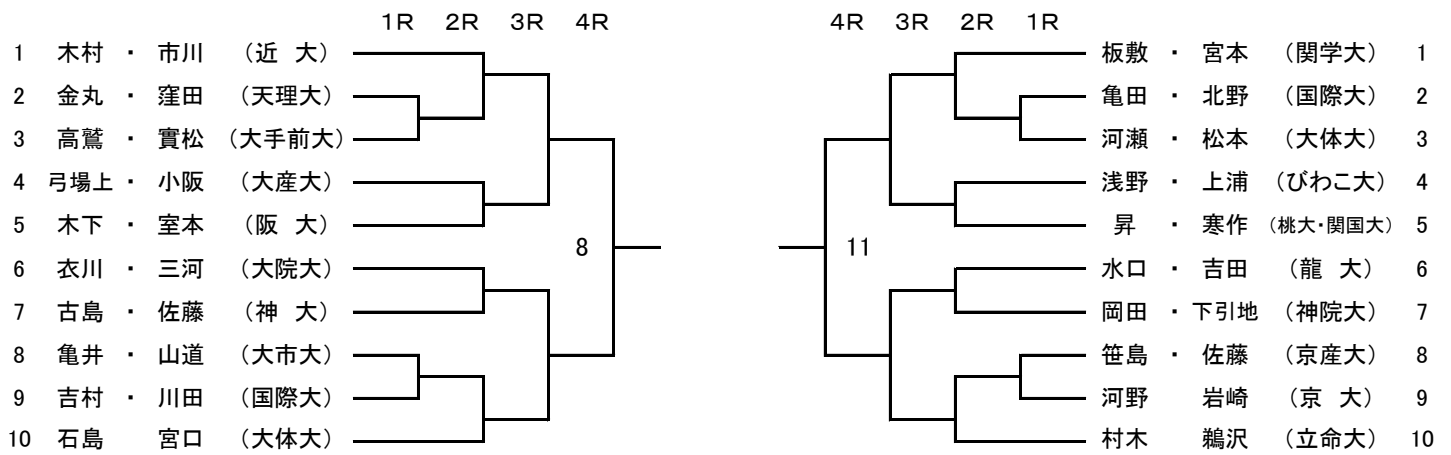 1R 2R 3R 4R
1 木村 ・ 市川 （近 大）
2 金丸 ・ 窪田 （天理大）
3 高鷲 ・ 實松 （大手前大）
4 弓場上 ・ 小阪 （大産大）
5 木下 ・ 室本 （阪 大）
8
6 衣川 ・ 三河 （大院大）
7 古島 ・ 佐藤 （神 大）
8 亀井 ・ 山道 （大市大）
9 吉村 ・ 川田 （国際大）
10 石島 宮口 （大体大）
4R 3R 2R 1R
板敷 ・ 宮本 （関学大） 1
亀田 ・ 北野 （国際大） 2
河瀬 ・ 松本 （大体大） 3
浅野 ・ 上浦 （びわこ大） 4
昇 ・ 寒作 （桃大・関国大） 5
11
水口 ・ 吉田 （龍 大） 6
岡田 ・ 下引地 （神院大） 7
笹島 ・ 佐藤 （京産大） 8
河野 岩崎 （京 大） 9
村木 鵜沢 （立命大） 10